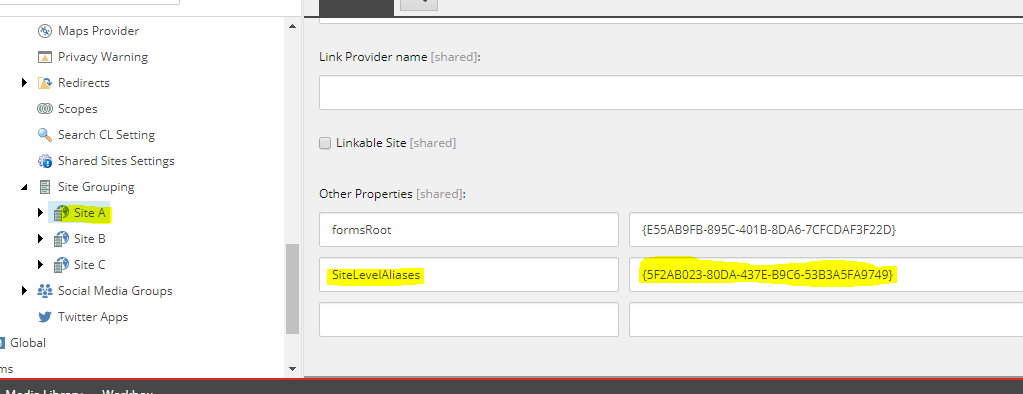 Maps Provider
Privacy Warning
Redirects
Scopes
Search CL Setting
Shared Sites Settings
Site Grouping
Site A
Site B
Site C
Social Media Groups
Twitter Apps
Global
ms
Link Provider name [shared]:
Linkable Site [shared]
Other Properties [shared]:
formsRoot {E55AB9FB-895C-401B-8DA6-7CFCDAF3F22D}
SiteLevelAliases {5F2AB023-80DA-437E-B9C6-53B3A5FA9749}
Media Library Workbox